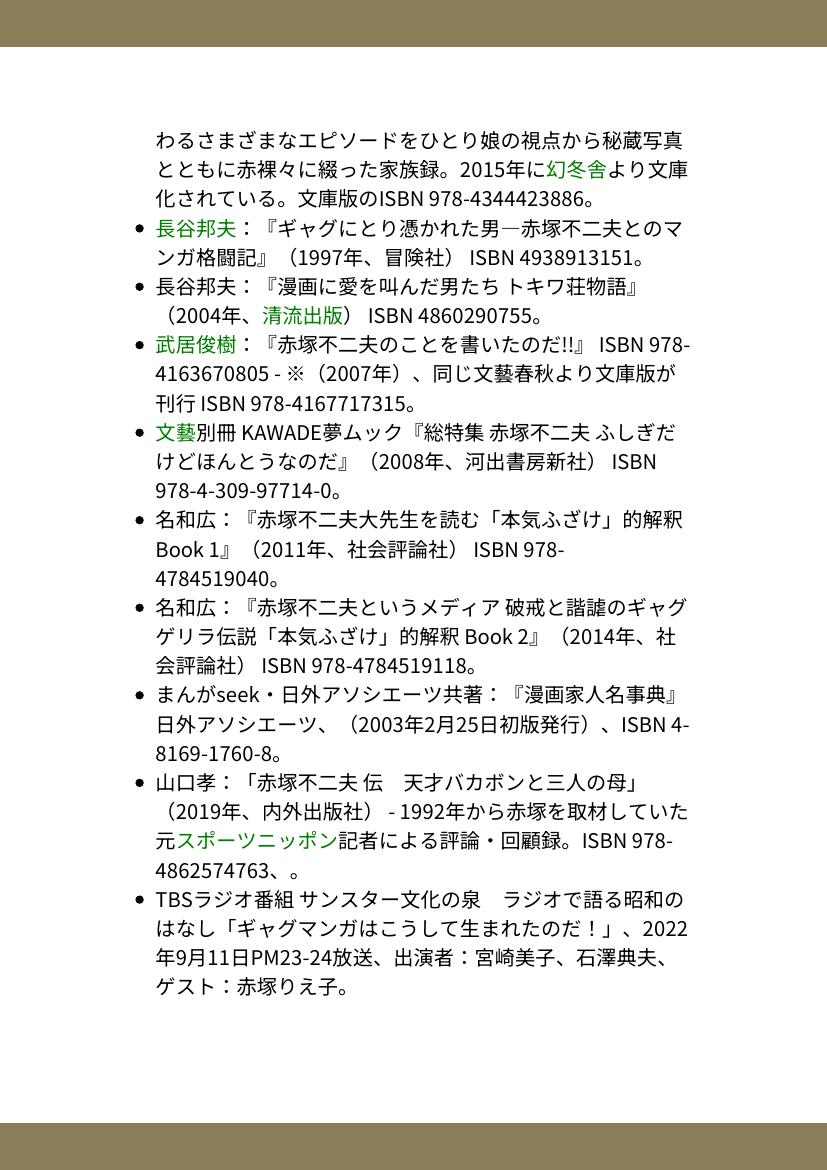 わるさまざまなエピソードをひとり娘の視点から秘蔵写真
とともに赤裸々に綴った家族録。2015年に幻冬舎より文庫
化されている。文庫版のISBN 978-4344423886。
• 長谷邦夫：『ギャグにとり憑かれた男―赤塚不二夫とのマ
ンガ格闘記』（1997年、冒険社） ISBN 4938913151。
• 長谷邦夫：『漫画に愛を叫んだ男たち トキワ荘物語』
（2004年、清流出版） ISBN 4860290755。
• 武居俊樹：『赤塚不二夫のことを書いたのだ!!』 ISBN 978-
4163670805 - ※（2007年）、同じ文藝春秋より文庫版が
刊行 ISBN 978-4167717315。
• 文藝別冊 KAWADE夢ムック『総特集 赤塚不二夫 ふしぎだ
けどほんとうなのだ』（2008年、河出書房新社） ISBN
978-4-309-97714-0。
• 名和広：『赤塚不二夫大先生を読む「本気ふざけ」的解釈
Book 1』（2011年、社会評論社） ISBN 978-
4784519040。
• 名和広：『赤塚不二夫というメディア 破戒と諧謔のギャグ
ゲリラ伝説「本気ふざけ」的解釈 Book 2』（2014年、社
会評論社） ISBN 978-4784519118。
• まんがseek・日外アソシエーツ共著：『漫画家人名事典』
日外アソシエーツ、（2003年2月25日初版発行）、ISBN 4-
8169-1760-8。
• 山口孝：「赤塚不二夫 伝　天才バカボンと三人の母」
（2019年、内外出版社） - 1992年から赤塚を取材していた
元スポーツニッポン記者による評論・回顧録。ISBN 978-
4862574763、。
• TBSラジオ番組 サンスター文化の泉　ラジオで語る昭和の
はなし「ギャグマンガはこうして生まれたのだ！」、2022
年9月11日PM23-24放送、出演者：宮崎美子、石澤典夫、
ゲスト：赤塚りえ子。